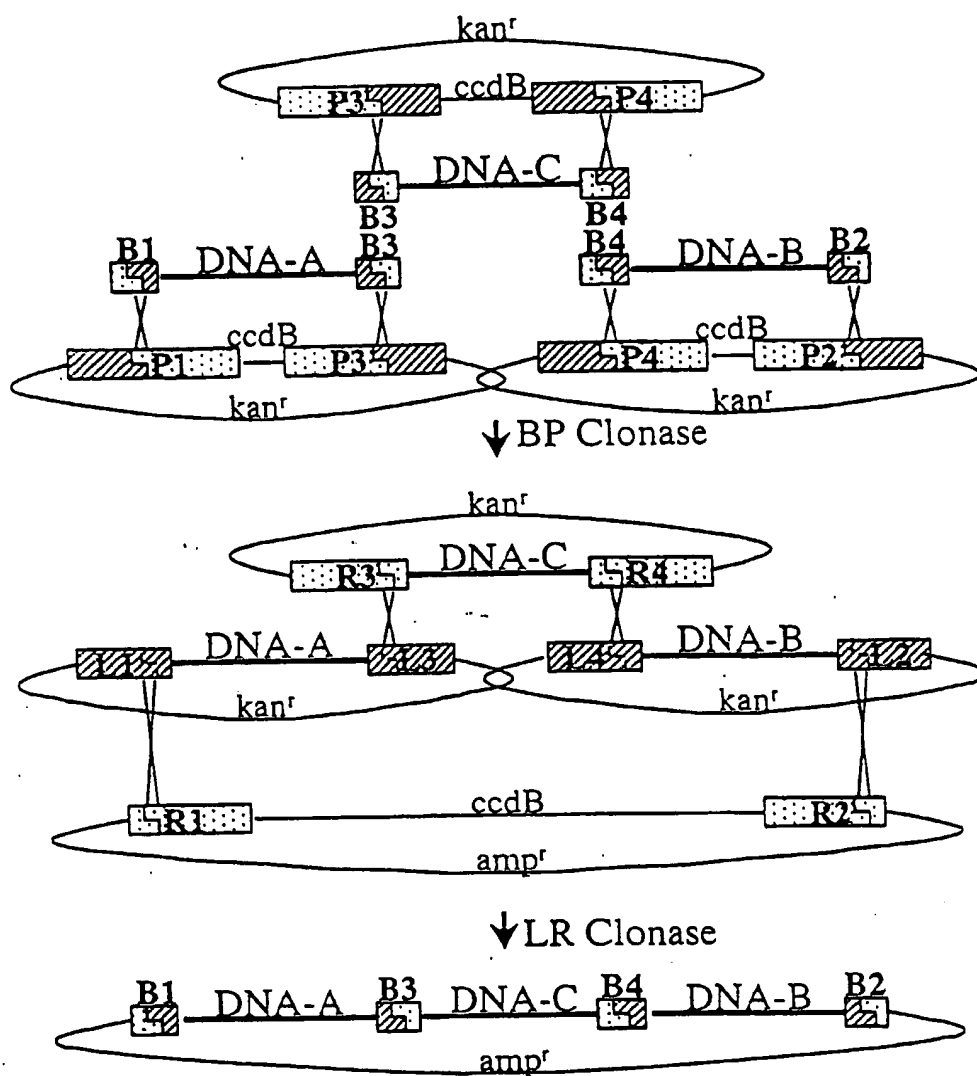 kanʳ
P3 ccdB P4
DNA-C
B3 B4
B1 B3 B4 B2
DNA-A DNA-B
ccdB ccdB
P1 P3 P4 P2
kanʳ kanʳ
BP Clonase
kanʳ
R3 DNA-C R4
DNA-A DNA-B
L1 L3 L4 L2
kanʳ kanʳ
ccdB
R1 R2
ampʳ
LR Clonase
B1 B3 B4 B2
DNA-A DNA-C DNA-B
ampʳ